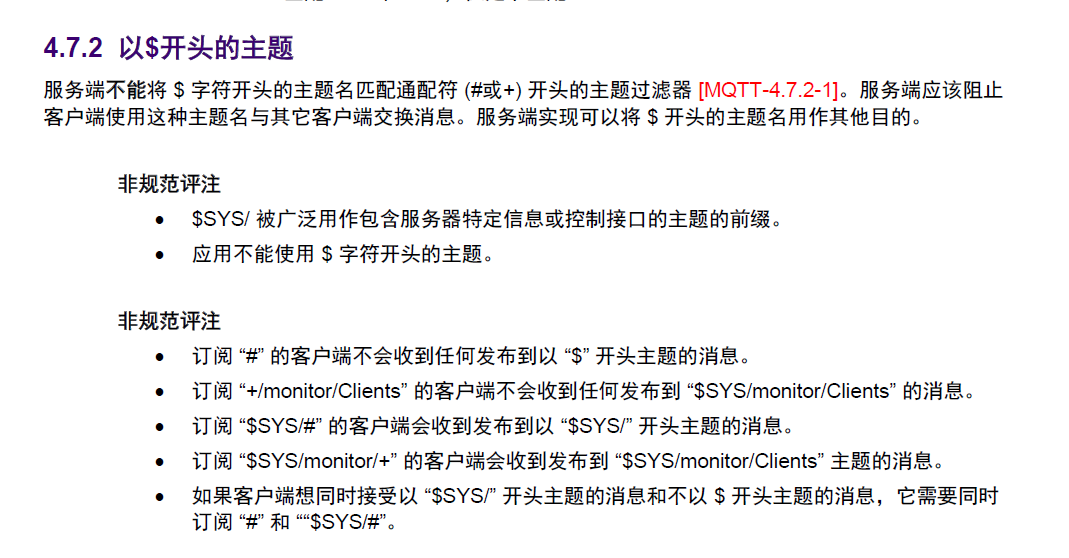 4.7.2 以$开头的主题
服务端不能将 $ 字符开头的主题名匹配通配符 (#或+) 开头的主题过滤器 [MQTT-4.7.2-1]。服务端应该阻止
客户端使用这种主题名与其它客户端交换消息。服务端实现可以将 $ 开头的主题名用作其他目的。
非规范评注
• $SYS/ 被广泛用作包含服务器特定信息或控制接口的主题的前缀。
• 应用不能使用 $ 字符开头的主题。
非规范评注
• 订阅 “#” 的客户端不会收到任何发布到以 “$” 开头主题的消息。
• 订阅 “+/monitor/Clients” 的客户端不会收到任何发布到 “$SYS/monitor/Clients” 的消息。
• 订阅 “$SYS/#” 的客户端会收到发布到以 “$SYS/” 开头主题的消息。
• 订阅 “$SYS/monitor/+” 的客户端会收到发布到 “$SYS/monitor/Clients” 主题的消息。
• 如果客户端想同时接受以 “$SYS/” 开头主题的消息和不以 $ 开头主题的消息，它需要同时
订阅 “#” 和 ““$SYS/#”。